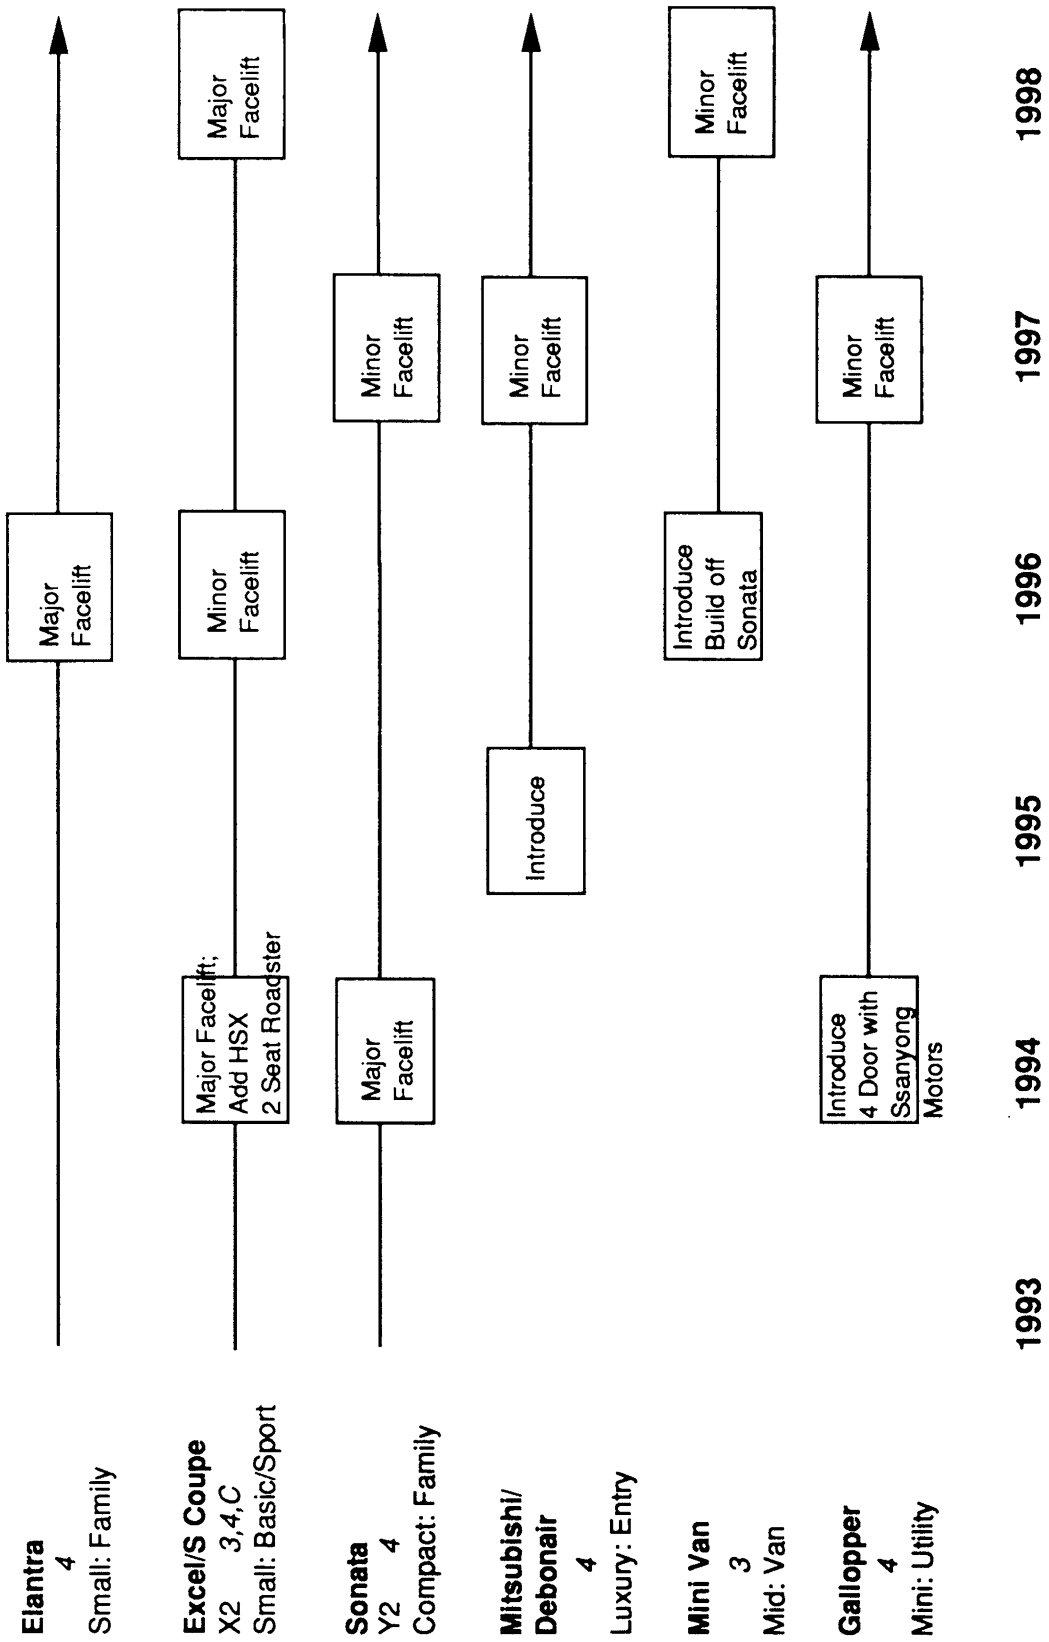 Elantra
4
Small: Family
Major
Facelift
Excel/S Coupe
X2 3,4,C
Small: Basic/Sport
Major Facelift;
Add HSX
2 Seat Roadster
Minor
Facelift
Major
Facelift
Sonata
Y2 4
Compact: Family
Major
Facelift
Minor
Facelift
Mitsubishi/
Debonair
4
Luxury: Entry
Introduce
Minor
Facelift
Mini Van
3
Mid: Van
Introduce
Build off
Sonata
Minor
Facelift
Gallopper
4
Mini: Utility
Introduce
4 Door with
Ssanyong
Motors
Minor
Facelift
1993 1994 1995 1996 1997 1998